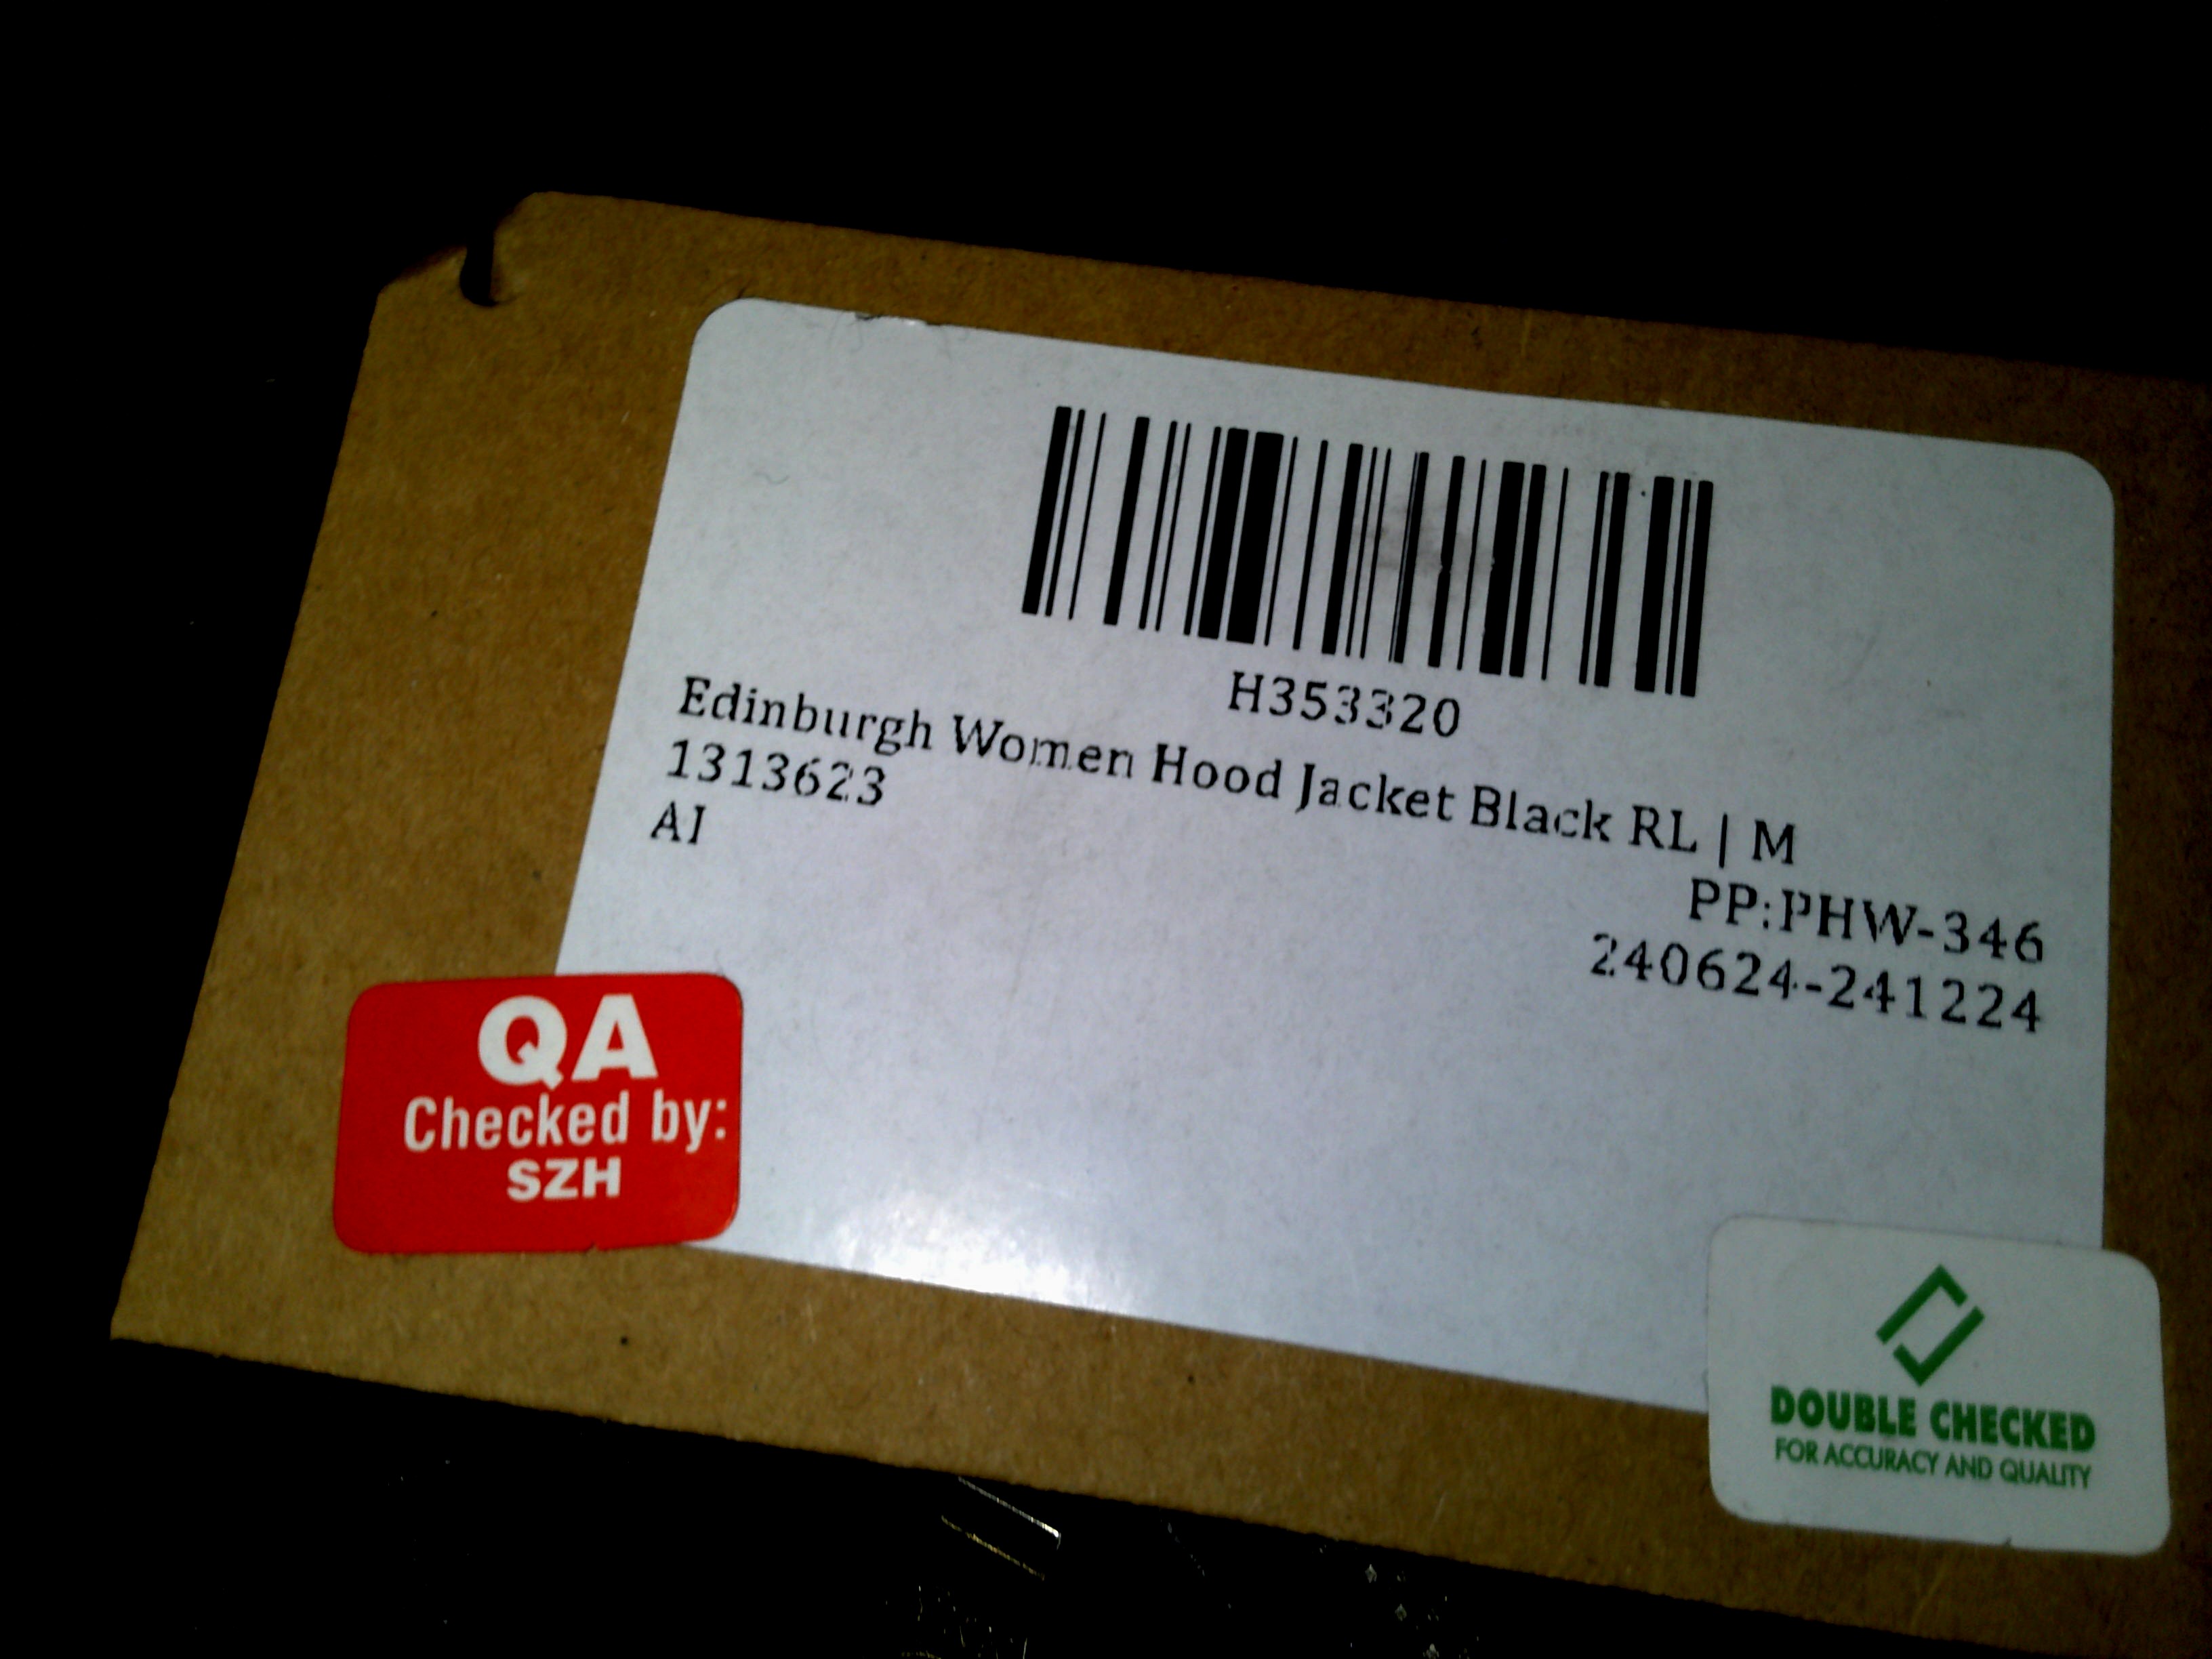 H353320
Edinburgh Women Hood Jacket Black RL | M
1313623
AI
PP:PHW-346
240624-241224
QA
Checked by:
SZH
DOUBLE CHECKED
FOR ACCURACY AND QUALITY